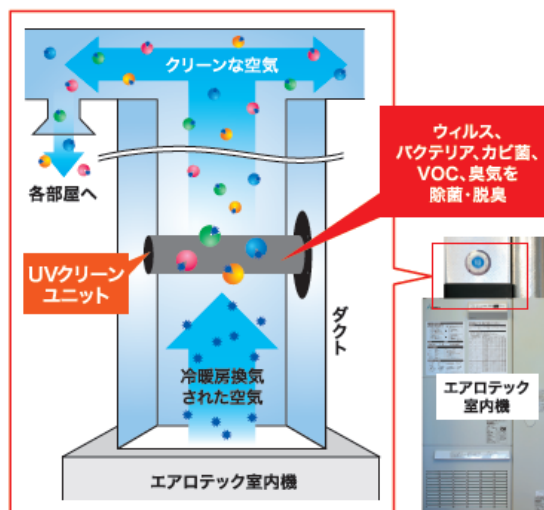 クリーンな空気
ウィルス、
バクテリア、カビ菌、
VOC、臭気を
除菌・脱臭
各部屋へ
UVクリーン
ユニット
ダクト
冷暖房換気
された空気
エアロテック
室内機
エアロテック室内機